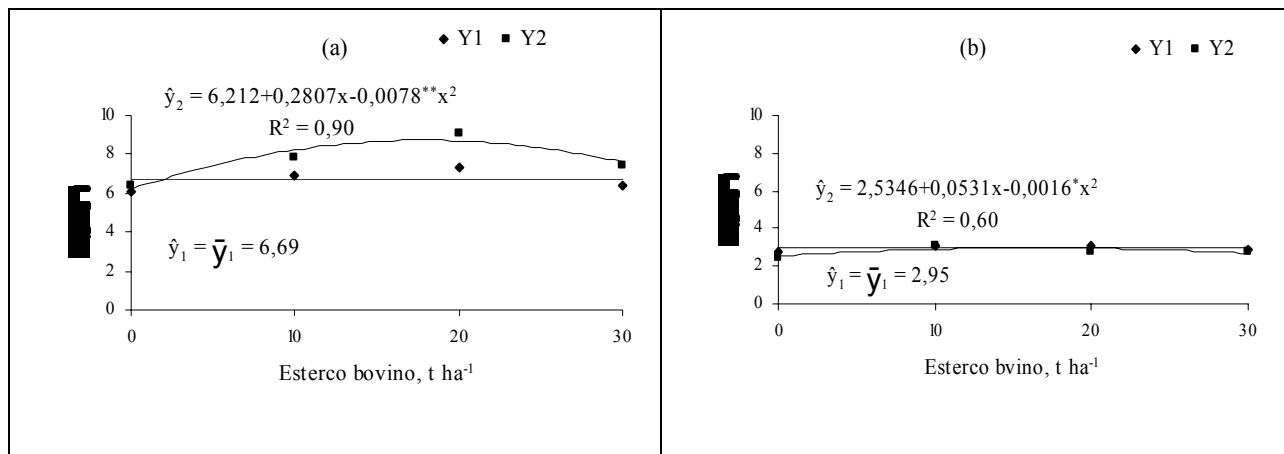 (a)
◆ Y1 ■ Y2
ŷ₂ = 6,212+0,2807x-0,0078**x²
R² = 0,90
10
8
6
4
2
0
ŷ₁ = ȳ₁ = 6,69
0 10 20 30
Esterco bovino, t ha⁻¹
(b)
◆ Y1 ■ Y2
ŷ₂ = 2,5346+0,0531x-0,0016*x²
R² = 0,60
10
8
6
4
2
0
ŷ₁ = ȳ₁ = 2,95
0 10 20 30
Esterco bvino, t ha⁻¹